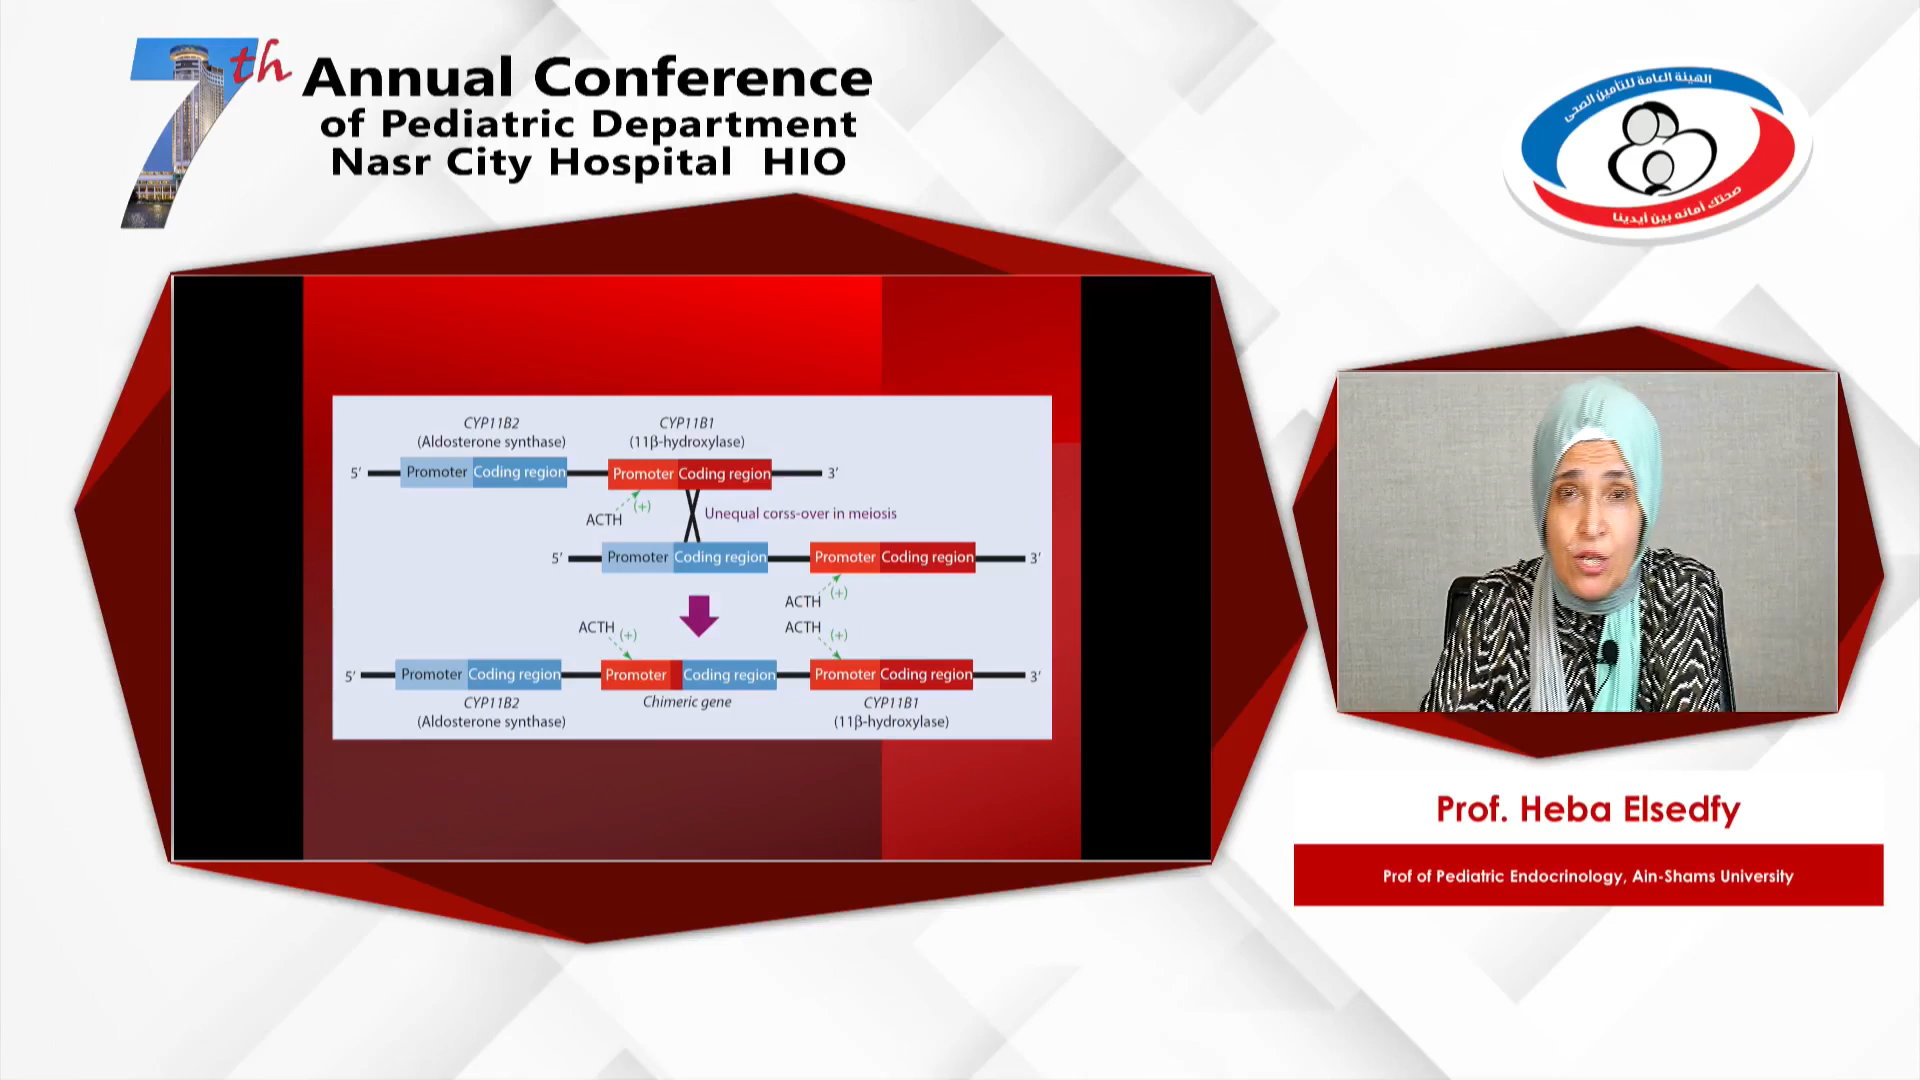 7th Annual Conference
of Pediatric Department
Nasr City Hospital HIO
الهيئة العامة للتأمين الصحى
صحتك أمانه بين أيدينا
CYP11B2
(Aldosterone synthase)
CYP11B1
(11β-hydroxylase)
5′ Promoter Coding region Promoter Coding region 3′
ACTH (+)
Unequal corss-over in meiosis
5′ Promoter Coding region Promoter Coding region 3′
ACTH (+)
ACTH (+) ACTH (+)
5′ Promoter Coding region Promoter Coding region Promoter Coding region 3′
CYP11B2
(Aldosterone synthase)
Chimeric gene
CYP11B1
(11β-hydroxylase)
Prof. Heba Elsedfy
Prof of Pediatric Endocrinology, Ain-Shams University